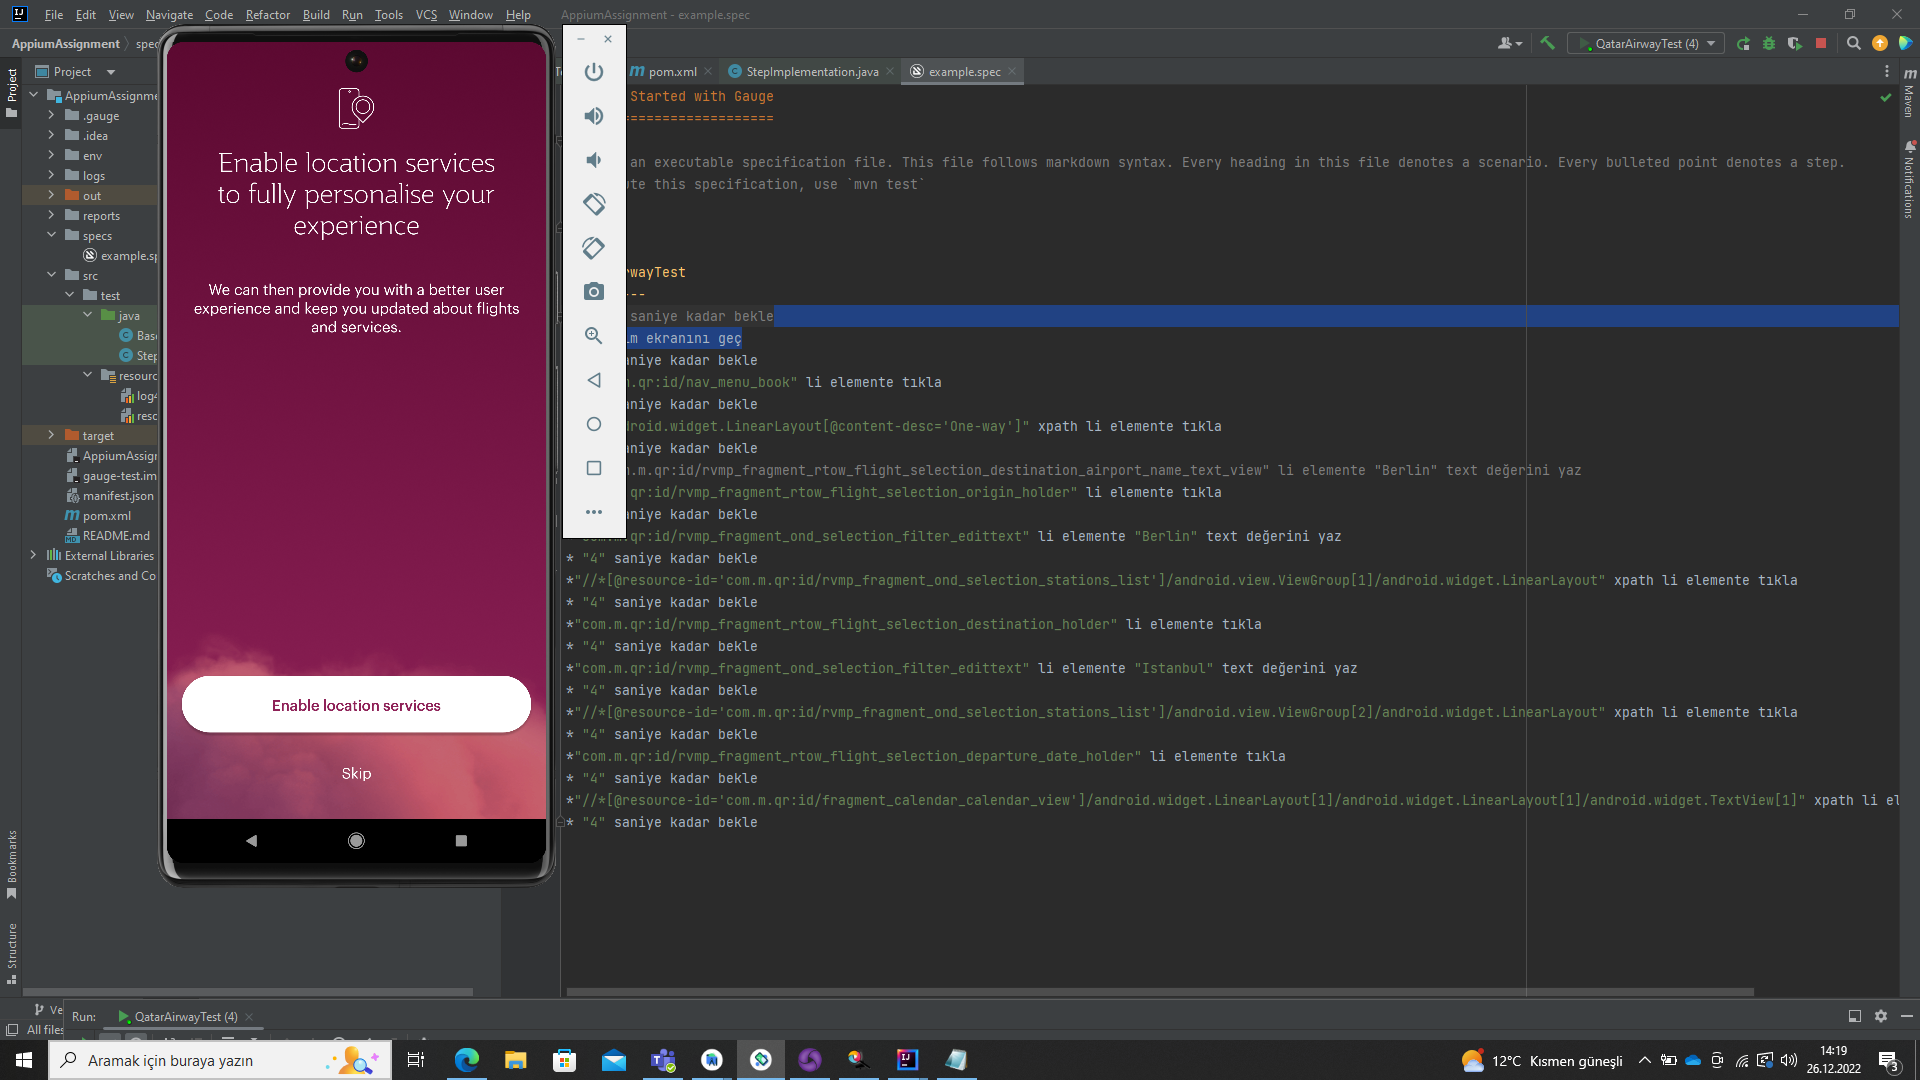 File Edit View Navigate Code Refactor Build Run Tools VCS Window Help AppiumAssignment - example.spec
AppiumAssignment
QatarAirwayTest (4)
Project
pom.xml
StepImplementation.java
example.spec
AppiumAssignme
.gauge
.idea
env
logs
out
reports
specs
example.sp
src
test
java
Bas
Step
resourc
log4
resc
target
AppiumAssign
gauge-test.im
manifest.json
pom.xml
README.md
External Libraries
Scratches and Co
Project
Bookmarks
Structure
Maven
Notifications
Enable location services
to fully personalise your
experience
We can then provide you with a better user
experience and keep you updated about flights
and services.
Enable location services
Skip
Started with Gauge
===================
an executable specification file. This file follows markdown syntax. Every heading in this file denotes a scenario. Every bulleted point denotes a step.
ute this specification, use `mvn test`
wayTest
--
saniye kadar bekle
m ekranını geç
niye kadar bekle
m.qr:id/nav_menu_book" li elemente tıkla
niye kadar bekle
droid.widget.LinearLayout[@content-desc='One-way']" xpath li elemente tıkla
niye kadar bekle
.m.qr:id/rvmp_fragment_rtow_flight_selection_destination_airport_name_text_view" li elemente "Berlin" text değerini yaz
qr:id/rvmp_fragment_rtow_flight_selection_origin_holder" li elemente tıkla
niye kadar bekle
*"com.m.qr:id/rvmp_fragment_ond_selection_filter_edittext" li elemente "Berlin" text değerini yaz
* "4" saniye kadar bekle
*"//*[@resource-id='com.m.qr:id/rvmp_fragment_ond_selection_stations_list']/android.view.ViewGroup[1]/android.widget.LinearLayout" xpath li elemente tıkla
* "4" saniye kadar bekle
*"com.m.qr:id/rvmp_fragment_rtow_flight_selection_destination_holder" li elemente tıkla
* "4" saniye kadar bekle
*"com.m.qr:id/rvmp_fragment_ond_selection_filter_edittext" li elemente "Istanbul" text değerini yaz
* "4" saniye kadar bekle
*"//*[@resource-id='com.m.qr:id/rvmp_fragment_ond_selection_stations_list']/android.view.ViewGroup[2]/android.widget.LinearLayout" xpath li elemente tıkla
* "4" saniye kadar bekle
*"com.m.qr:id/rvmp_fragment_rtow_flight_selection_departure_date_holder" li elemente tıkla
* "4" saniye kadar bekle
*"//*[@resource-id='com.m.qr:id/fragment_calendar_calendar_view']/android.widget.LinearLayout[1]/android.widget.LinearLayout[1]/android.widget.TextView[1]" xpath li el
* "4" saniye kadar bekle
Ve
Run: QatarAirwayTest (4)
All files
Aramak için buraya yazın
12°C Kısmen güneşli
14:19
26.12.2022
3